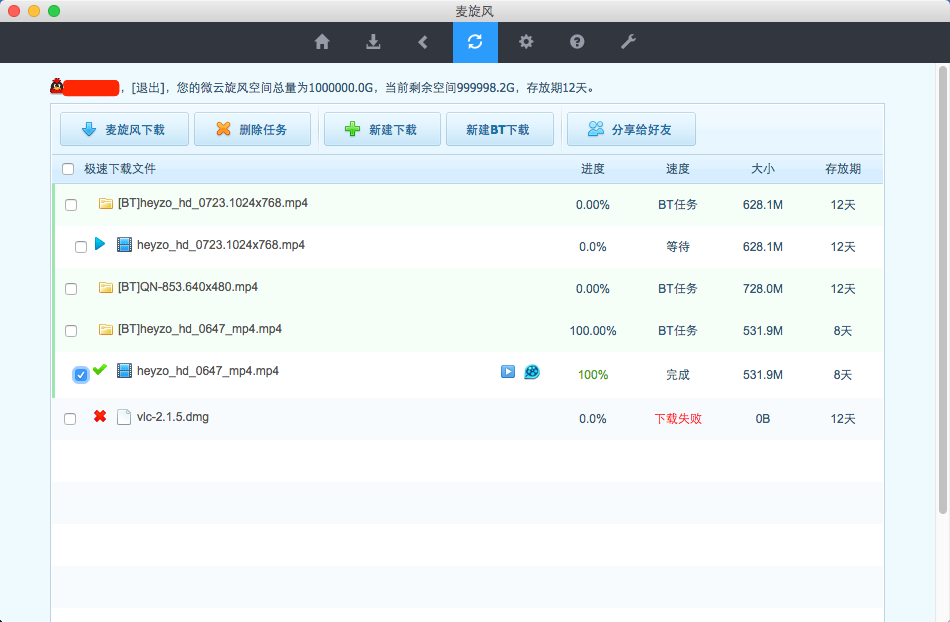 麦旋风
，[退出]，您的微云旋风空间总量为1000000.0G，当前剩余空间999998.2G，存放期12天。
麦旋风下载 删除任务 新建下载 新建BT下载 分享给好友
极速下载文件 进度 速度 大小 存放期
[BT]heyzo_hd_0723.1024x768.mp4 0.00% BT任务 628.1M 12天
heyzo_hd_0723.1024x768.mp4 0.0% 等待 628.1M 12天
[BT]QN-853.640x480.mp4 0.00% BT任务 728.0M 12天
[BT]heyzo_hd_0647_mp4.mp4 100.00% BT任务 531.9M 8天
heyzo_hd_0647_mp4.mp4 100% 完成 531.9M 8天
vlc-2.1.5.dmg 0.0% 下载失败 0B 12天